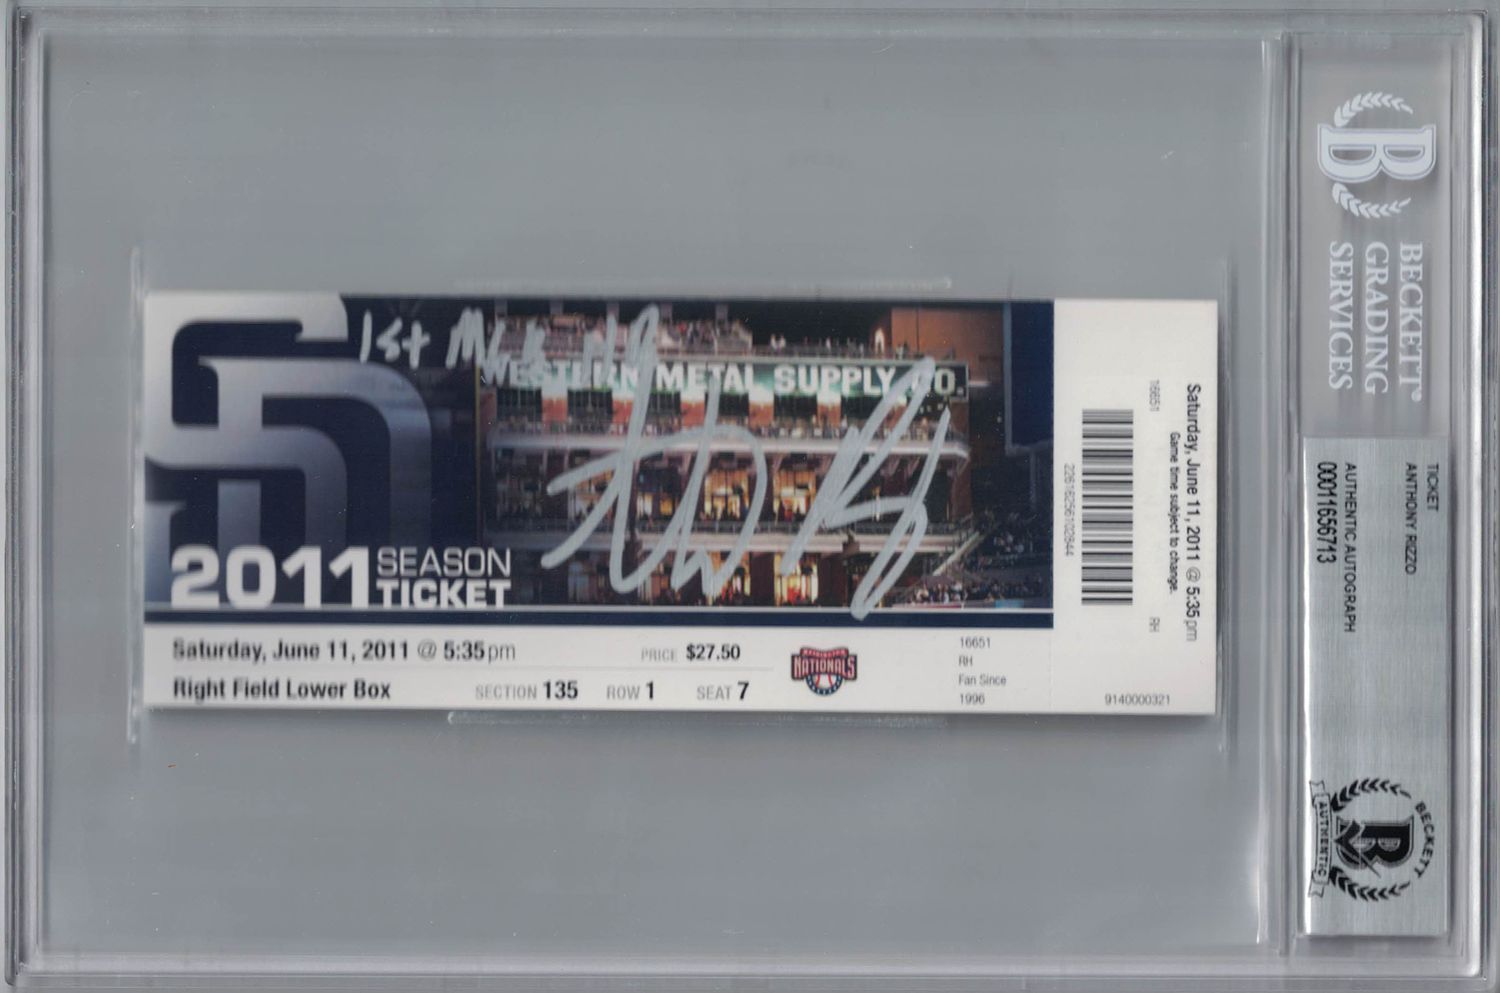 1st MLB HR
WESTERN METAL SUPPLY CO.
SD
2011 SEASON
TICKET
Saturday, June 11, 2011 @ 5:35pm
PRICE $27.50
Right Field Lower Box
SECTION 135 ROW 1 SEAT 7
NATIONALS
16651
RH
Fan Since
1996
9140000321
Saturday, June 11, 2011 @ 5:35pm
Game time subject to change.
16651
RH
BECKETT®
GRADING
SERVICES
B
TICKET
ANTHONY RIZZO
AUTHENTIC AUTOGRAPH
0001656713
BECKETT
B
AUTHENTIC